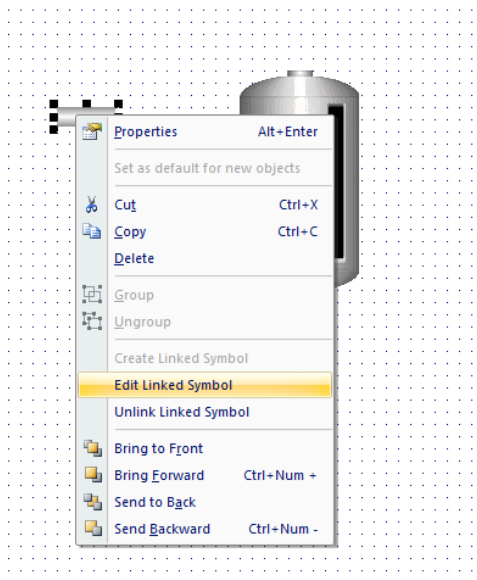 Properties Alt+Enter
Set as default for new objects
Cut Ctrl+X
Copy Ctrl+C
Delete
Group
Ungroup
Create Linked Symbol
Edit Linked Symbol
Unlink Linked Symbol
Bring to Front
Bring Forward Ctrl+Num +
Send to Back
Send Backward Ctrl+Num -